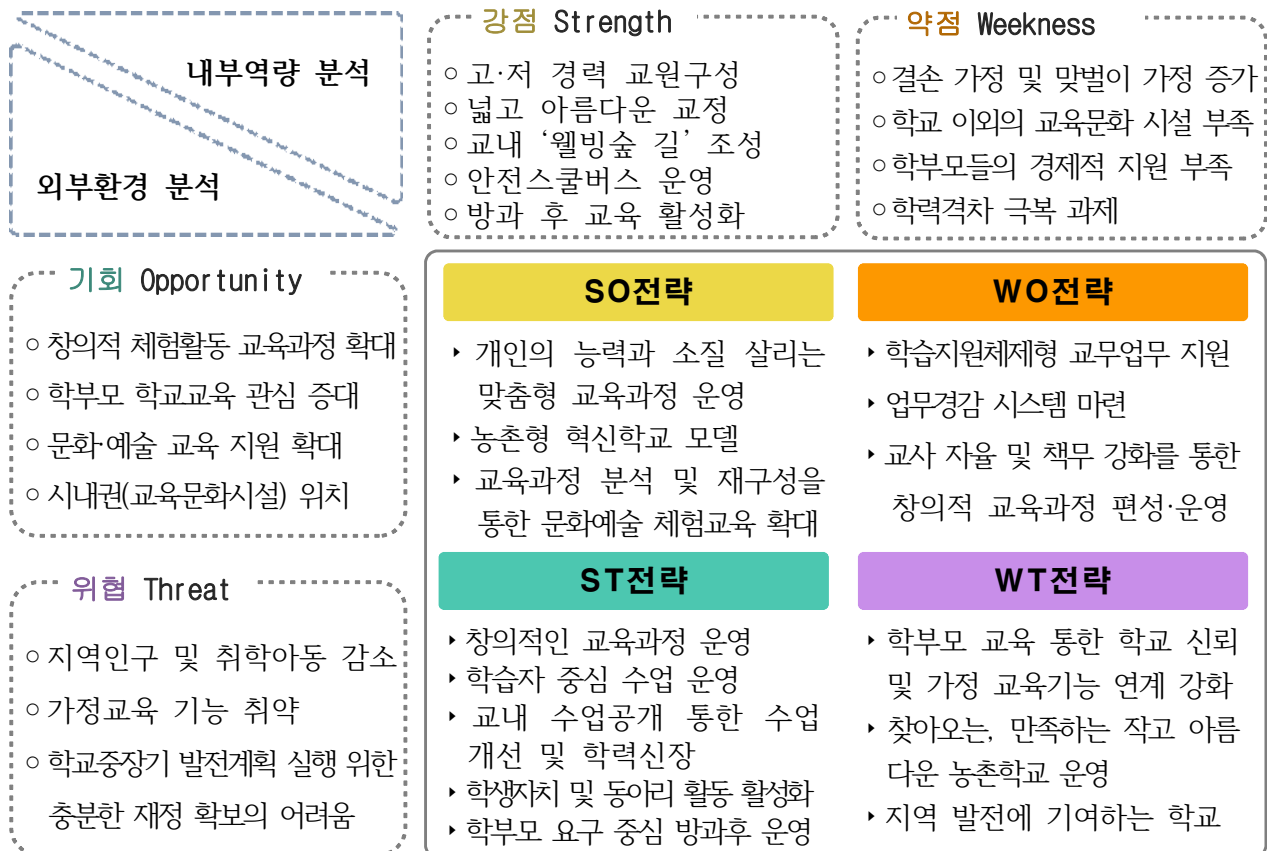 내부역량 분석
외부환경 분석
강점 Strength
○고·저 경력 교원구성
○넓고 아름다운 교정
○교내 ‘웰빙숲 길’ 조성
○안전스쿨버스 운영
○방과 후 교육 활성화
약점 Weekness
○결손 가정 및 맞벌이 가정 증가
○학교 이외의 교육문화 시설 부족
○학부모들의 경제적 지원 부족
○학력격차 극복 과제
기회 Opportunity
○창의적 체험활동 교육과정 확대
○학부모 학교교육 관심 증대
○문화·예술 교육 지원 확대
○시내권(교육문화시설) 위치
위협 Threat
○지역인구 및 취학아동 감소
○가정교육 기능 취약
○학교중장기 발전계획 실행 위한
충분한 재정 확보의 어려움
SO전략
‣개인의 능력과 소질 살리는
맞춤형 교육과정 운영
‣농촌형 혁신학교 모델
‣교육과정 분석 및 재구성을
통한 문화예술 체험교육 확대
WO전략
‣학습지원체제형 교무업무 지원
‣업무경감 시스템 마련
‣교사 자율 및 책무 강화를 통한
창의적 교육과정 편성·운영
ST전략
‣창의적인 교육과정 운영
‣학습자 중심 수업 운영
‣교내 수업공개 통한 수업
개선 및 학력신장
‣학생자치 및 동아리 활동 활성화
‣학부모 요구 중심 방과후 운영
WT전략
‣학부모 교육 통한 학교 신뢰
및 가정 교육기능 연계 강화
‣찾아오는, 만족하는 작고 아름
다운 농촌학교 운영
‣지역 발전에 기여하는 학교